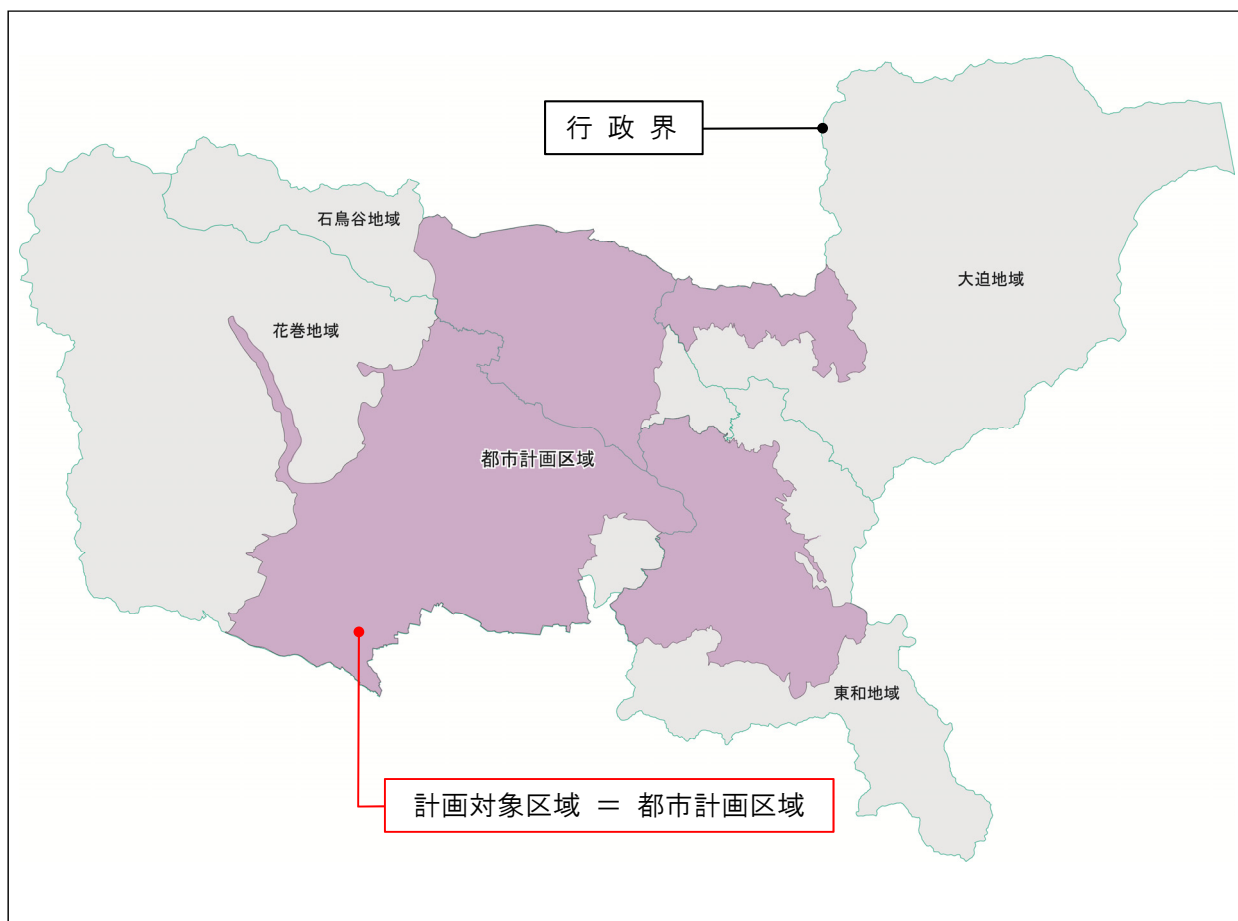 行政界
石鳥谷地域
大迫地域
花巻地域
都市計画区域
東和地域
計画対象区域 ＝ 都市計画区域